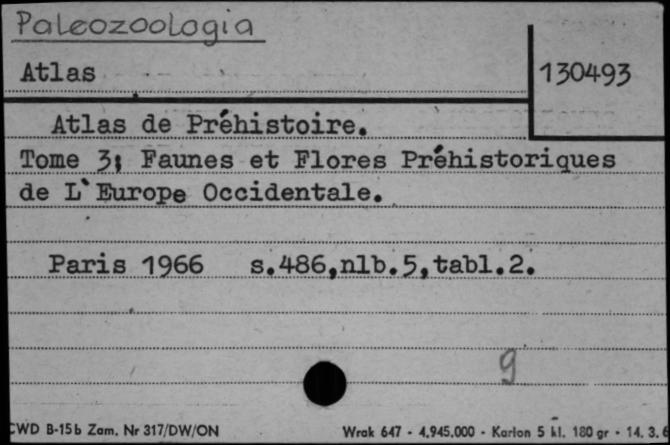 Paleozoologia
Atlas
130493
Atlas de Préhistoire.
Tome 3; Faunes et Flores Préhistoriques
de L`Europe Occidentale.
Paris 1966 s.486,nlb.5,tabl.2.
9
CWD B-15b Zam. Nr 317/DW/ON
Wrak 647 - 4.945.000 - Karton 5 kl. 180 gr - 14. 3.